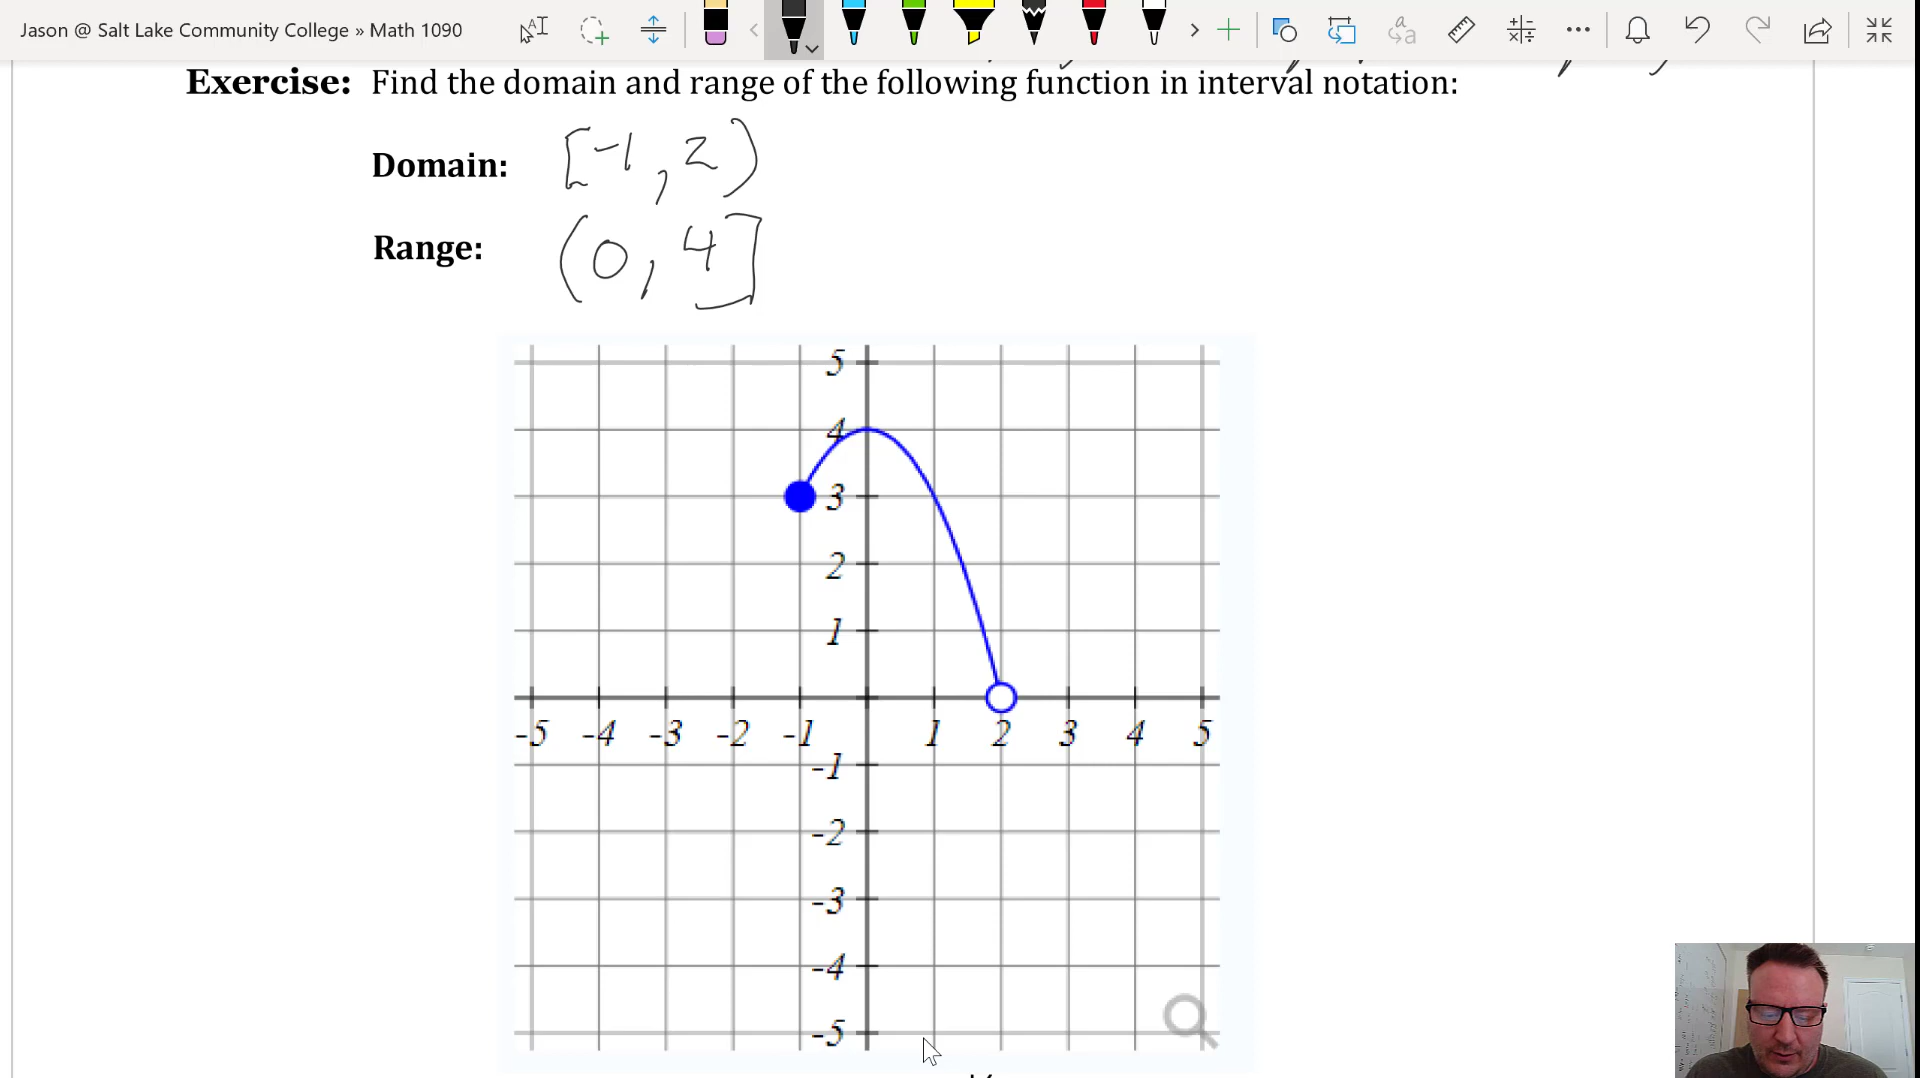 Jason @ Salt Lake Community College » Math 1090
Exercise: Find the domain and range of the following function in interval notation:
Domain: [-1, 2)
Range: (0, 4]
5
4
3
2
1
-5 -4 -3 -2 -1 1 2 3 4 5
-1
-2
-3
-4
-5